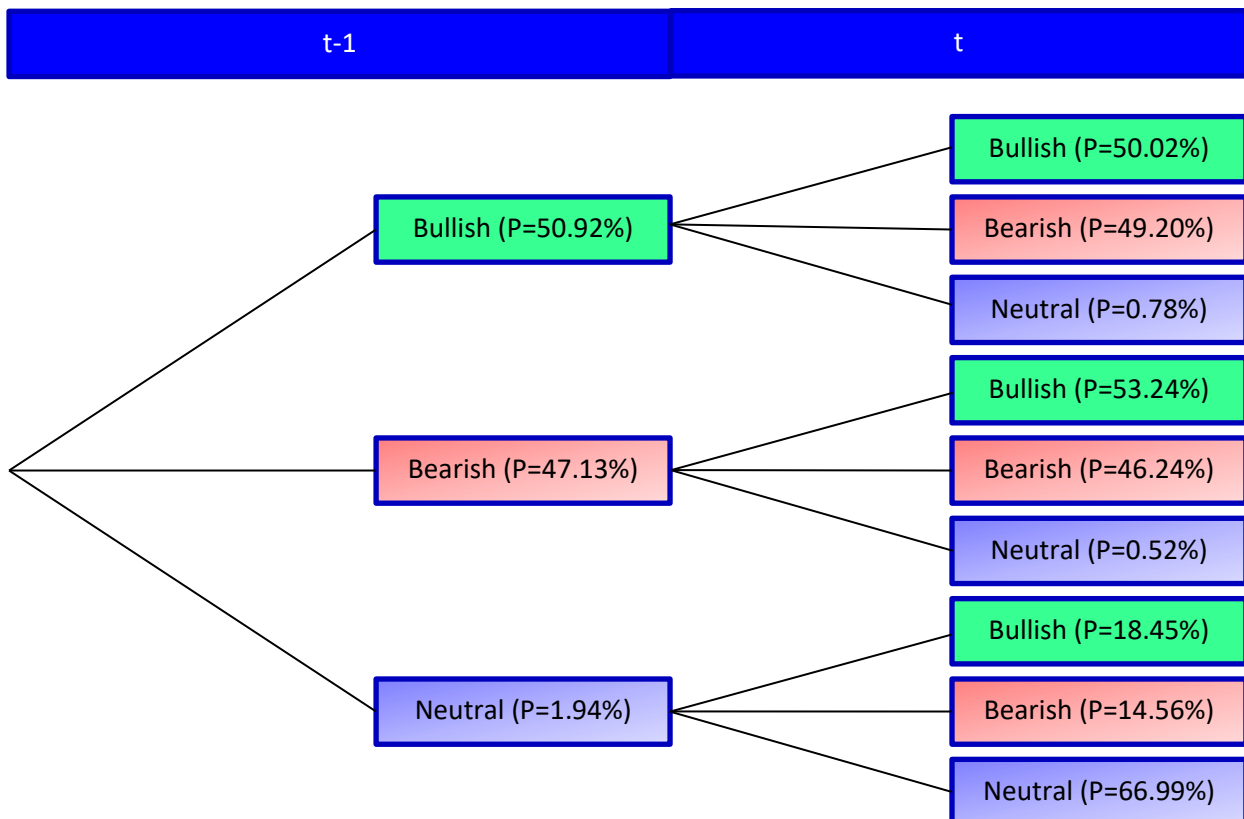 t-1
t
Bullish (P=50.92%)
Bullish (P=50.02%)
Bearish (P=49.20%)
Neutral (P=0.78%)
Bearish (P=47.13%)
Bullish (P=53.24%)
Bearish (P=46.24%)
Neutral (P=0.52%)
Neutral (P=1.94%)
Bullish (P=18.45%)
Bearish (P=14.56%)
Neutral (P=66.99%)